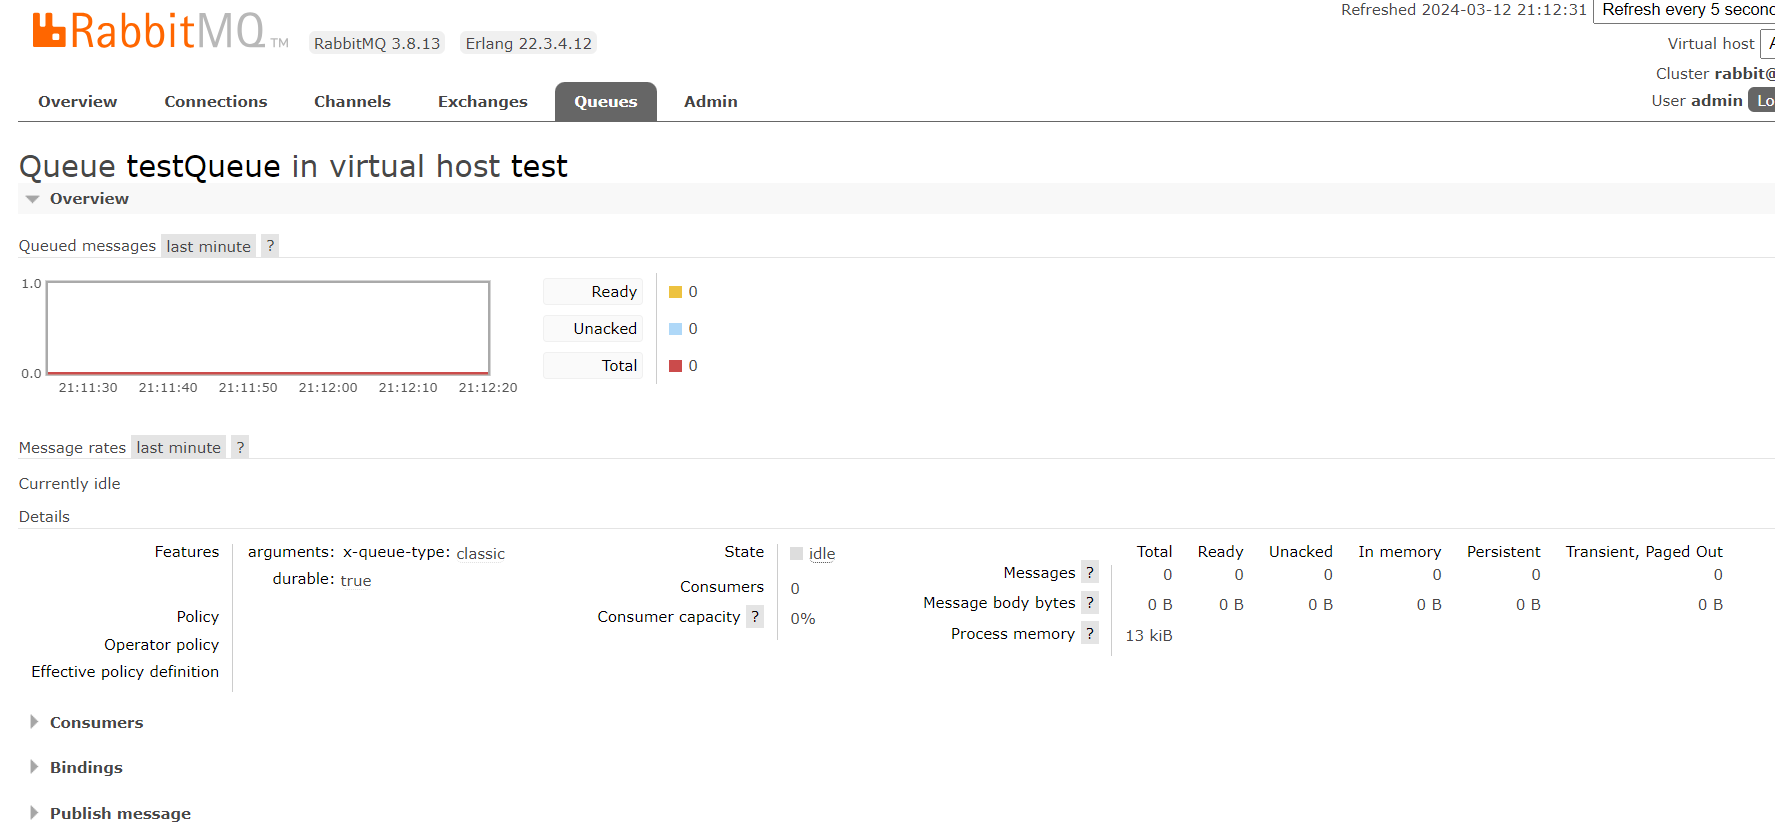 Refreshed 2024-03-12 21:12:31 Refresh every 5 second
RabbitMQ TM RabbitMQ 3.8.13 Erlang 22.3.4.12
Virtual host
Cluster rabbit@
User admin Lo
Overview Connections Channels Exchanges Queues Admin
Queue testQueue in virtual host test
Overview
Queued messages last minute ?
1.0
0.0
21:11:30 21:11:40 21:11:50 21:12:00 21:12:10 21:12:20
Ready 0
Unacked 0
Total 0
Message rates last minute ?
Currently idle
Details
Features arguments: x-queue-type: classic
durable: true
Policy
Operator policy
Effective policy definition
State idle
Consumers 0
Consumer capacity ? 0%
Total Ready Unacked In memory Persistent Transient, Paged Out
Messages ? 0 0 0 0 0 0
Message body bytes ? 0 B 0 B 0 B 0 B 0 B 0 B
Process memory ? 13 kiB
Consumers
Bindings
Publish message